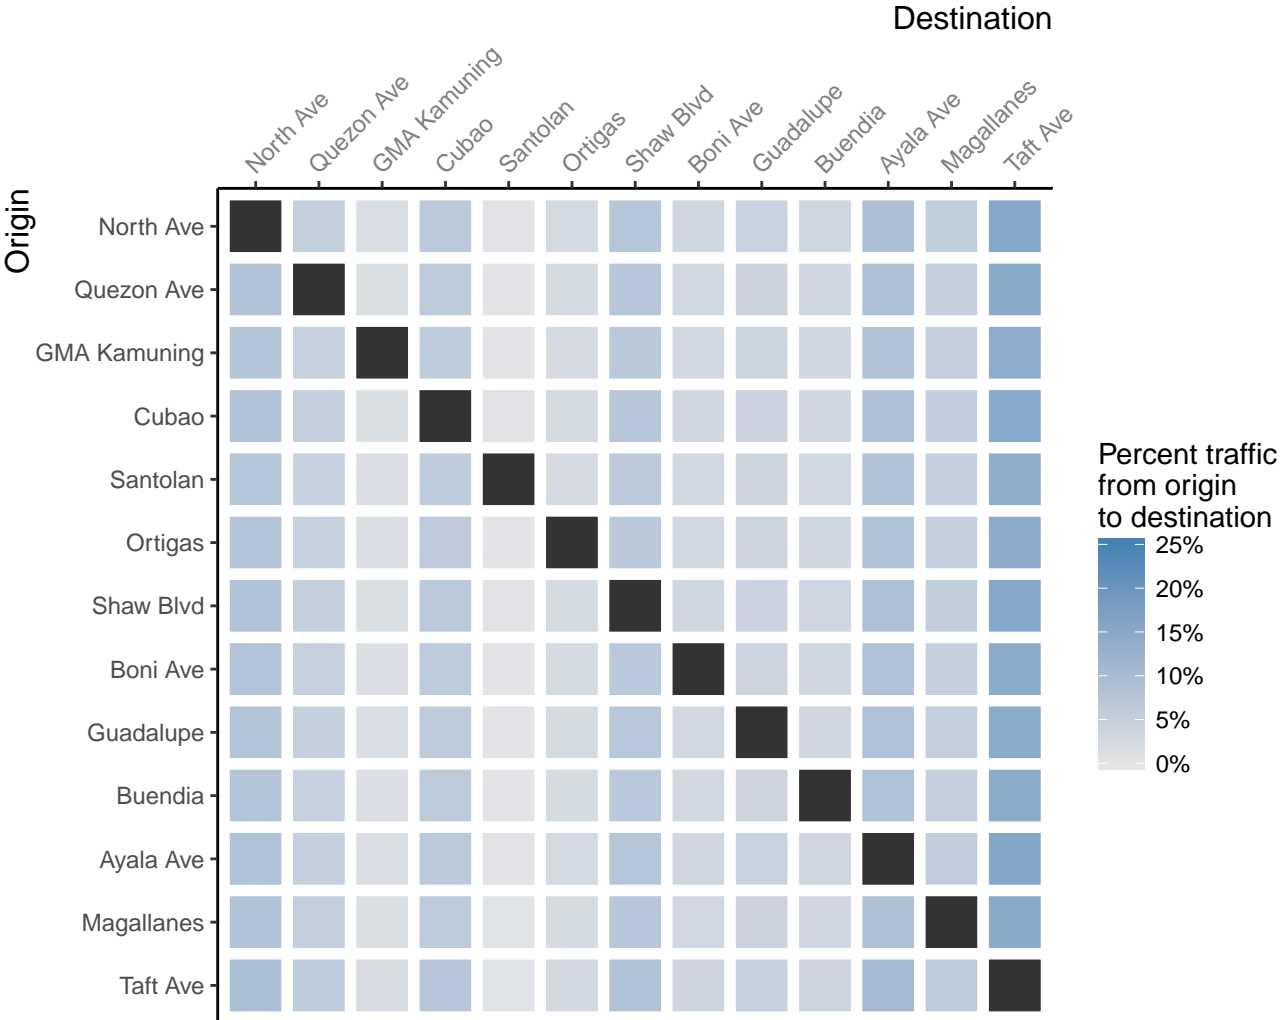 Destination
North Ave
Quezon Ave
GMA Kamuning
Cubao
Santolan
Ortigas
Shaw Blvd
Boni Ave
Guadalupe
Buendia
Ayala Ave
Magallanes
Taft Ave
Origin
North Ave
Quezon Ave
GMA Kamuning
Cubao
Santolan
Ortigas
Shaw Blvd
Boni Ave
Guadalupe
Buendia
Ayala Ave
Magallanes
Taft Ave
Percent traffic
from origin
to destination
25%
20%
15%
10%
5%
0%